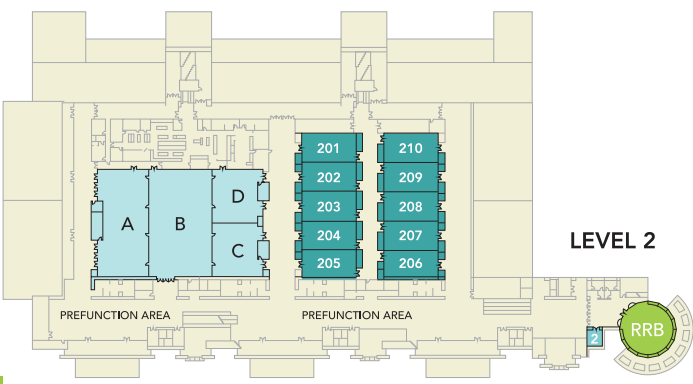 201
210
202
209
D
203
208
A
B
204
207
C
205
206
LEVEL 2
PREFUNCTION AREA
PREFUNCTION AREA
RRB
2